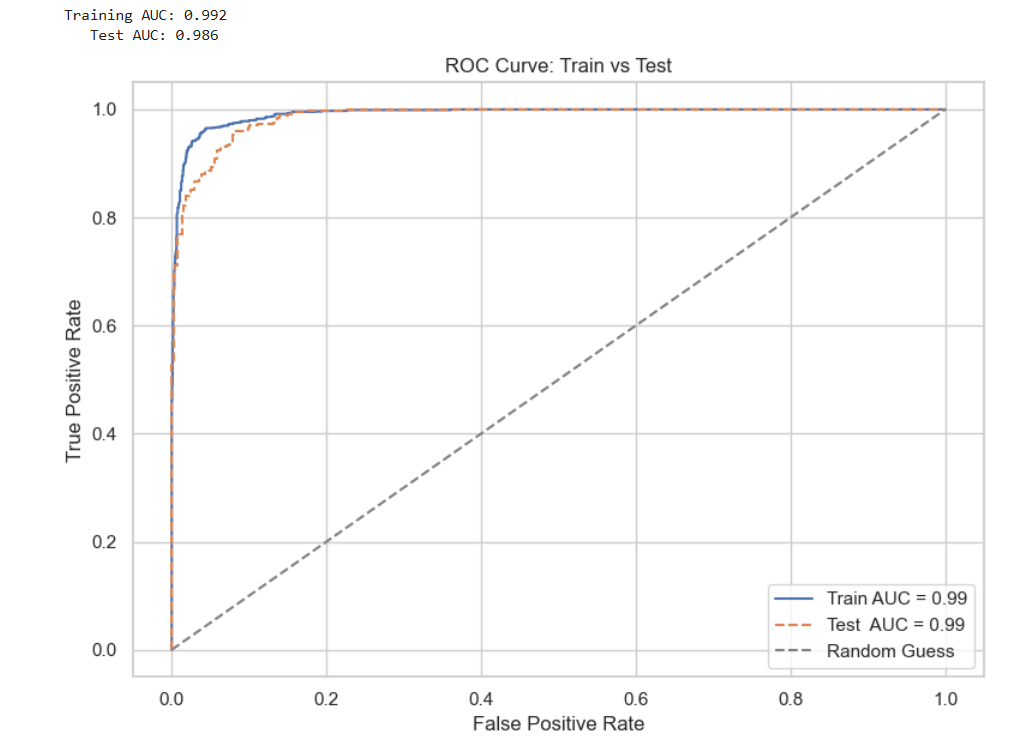 Training AUC: 0.992
Test AUC: 0.986
ROC Curve: Train vs Test
True Positive Rate
1.0
0.8
0.6
0.4
0.2
0.0
Train AUC = 0.99
Test  AUC = 0.99
Random Guess
0.0 0.2 0.4 0.6 0.8 1.0
False Positive Rate